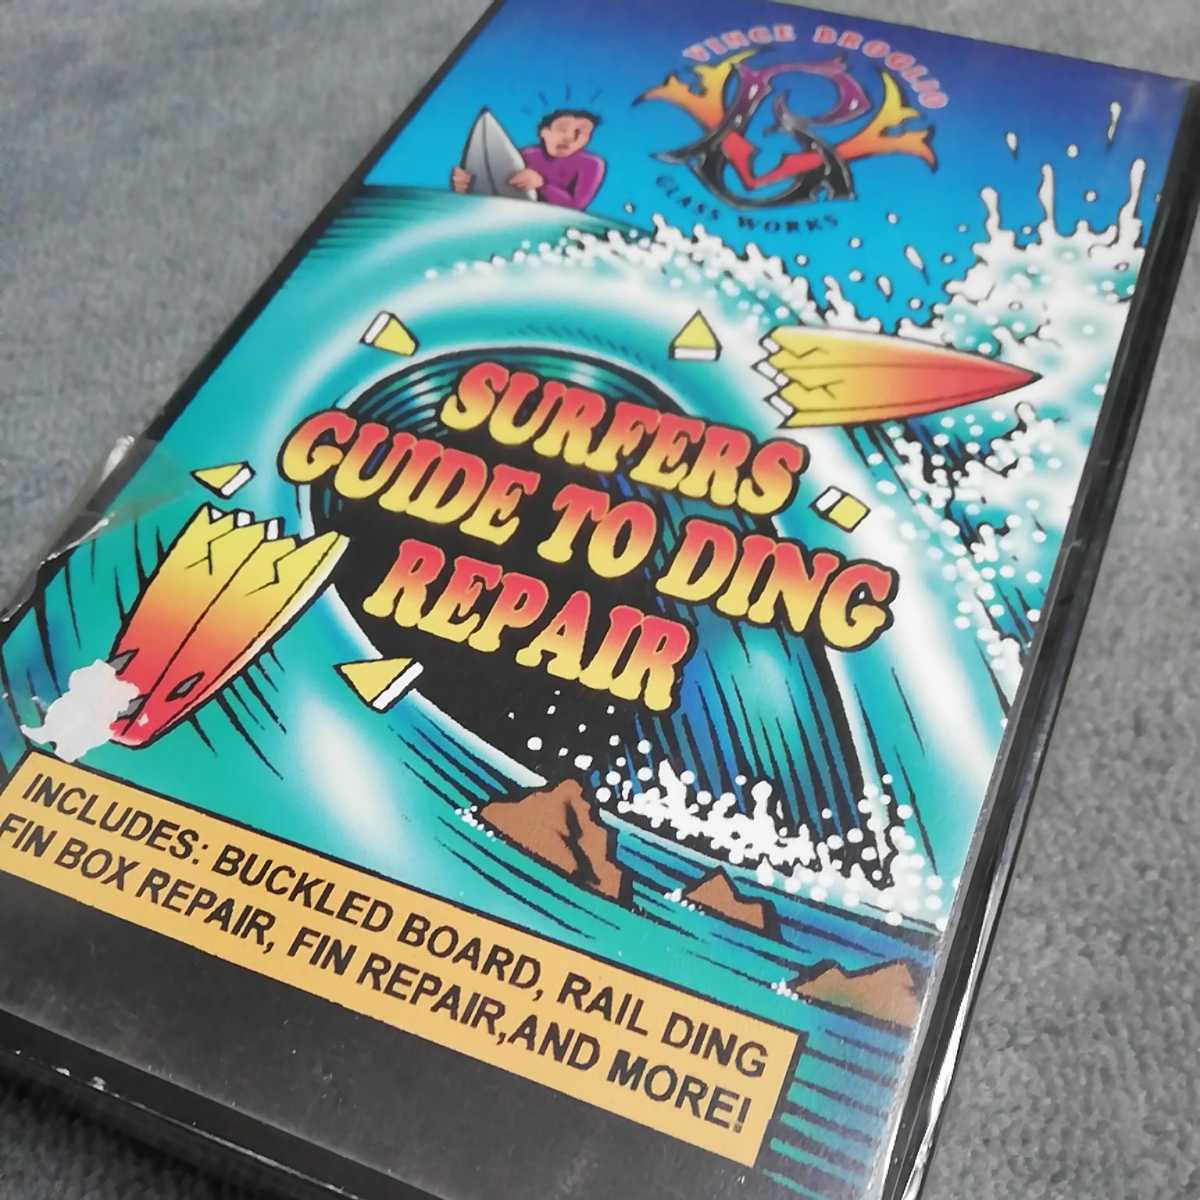 VINCE BROGLIO
GLASS WORKS
SURFERS
GUIDE TO DING
REPAIR
INCLUDES: BUCKLED BOARD, RAIL DING
FIN BOX REPAIR, FIN REPAIR,AND MORE!